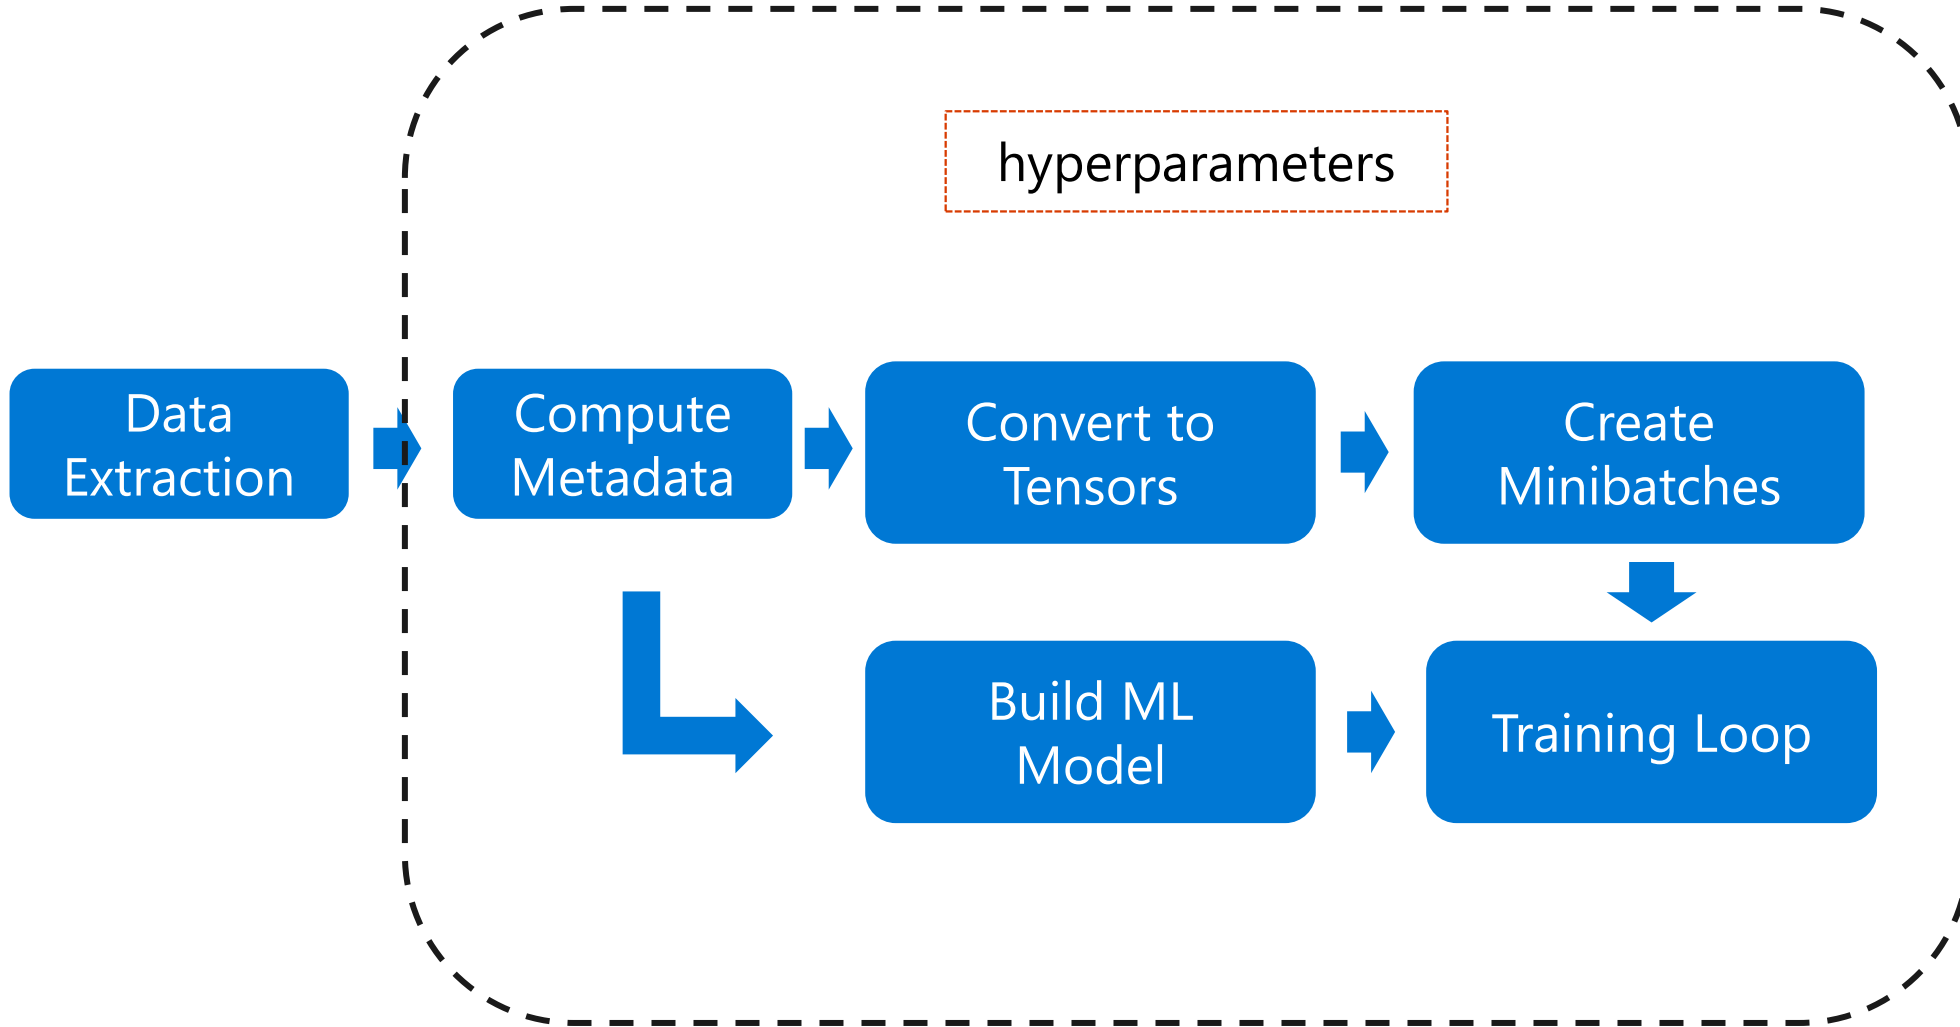 hyperparameters
Data
Extraction
Compute
Metadata
Convert to
Tensors
Create
Minibatches
Build ML
Model
Training Loop